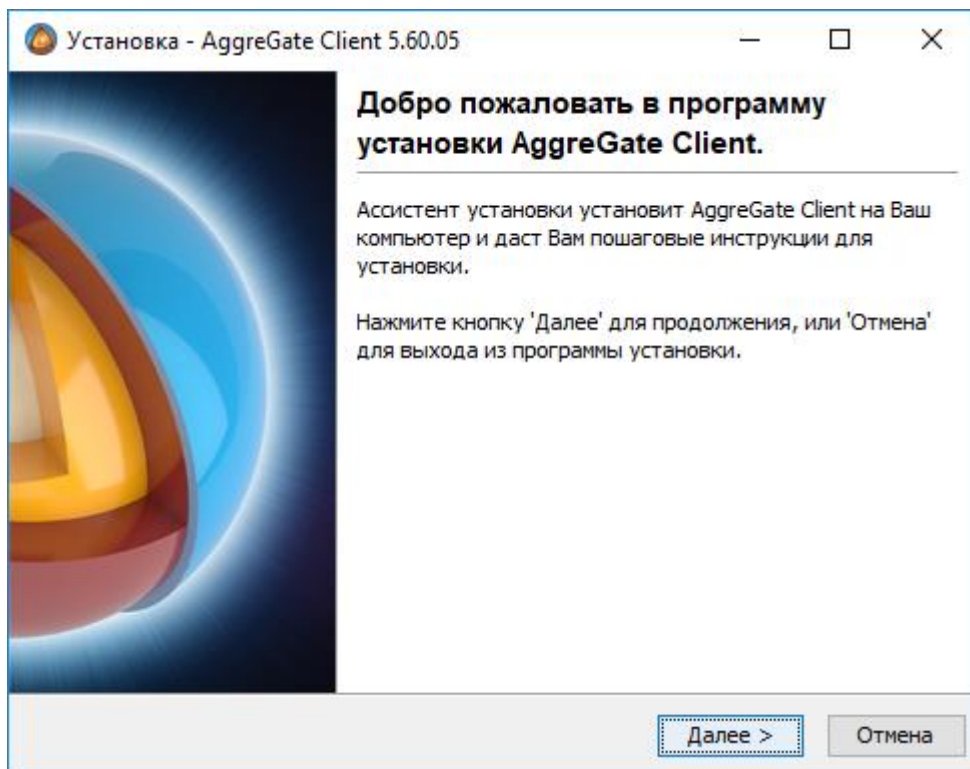 Установка - AggreGate Client 5.60.05
Добро пожаловать в программу
установки AggreGate Client.
Ассистент установки установит AggreGate Client на Ваш
компьютер и даст Вам пошаговые инструкции для
установки.
Нажмите кнопку 'Далее' для продолжения, или 'Отмена'
для выхода из программы установки.
Далее >
Отмена